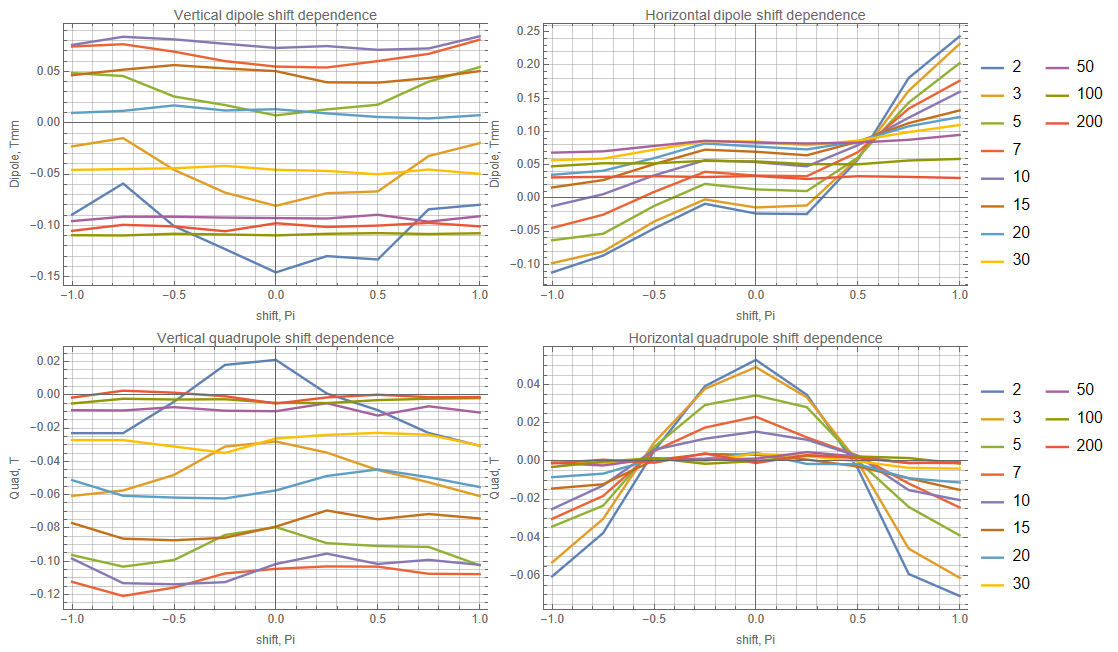 Vertical dipole shift dependence
Dipole, Tmm
0.05
0.00
−0.05
−0.10
−0.15
−1.0 −0.5 0.0 0.5 1.0
shift, Pi
Horizontal dipole shift dependence
Dipole, Tmm
0.25
0.20
0.15
0.10
0.05
0.00
−0.05
−0.10
−1.0 −0.5 0.0 0.5 1.0
shift, Pi
2 50
3 100
5 200
7
10
15
20
30
Vertical quadrupole shift dependence
Quad, T
0.02
0.00
−0.02
−0.04
−0.06
−0.08
−0.10
−0.12
−1.0 −0.5 0.0 0.5 1.0
shift, Pi
Horizontal quadrupole shift dependence
Quad, T
0.04
0.02
0.00
−0.02
−0.04
−0.06
−1.0 −0.5 0.0 0.5 1.0
shift, Pi
2 50
3 100
5 200
7
10
15
20
30